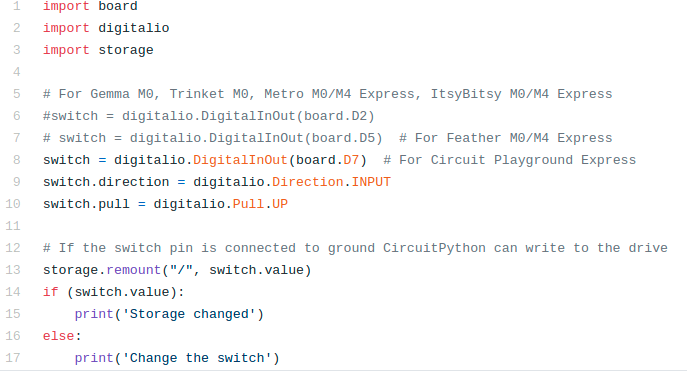 1 import board
2 import digitalio
3 import storage
4
5 # For Gemma M0, Trinket M0, Metro M0/M4 Express, ItsyBitsy M0/M4 Express
6 #switch = digitalio.DigitalInOut(board.D2)
7 # switch = digitalio.DigitalInOut(board.D5)  # For Feather M0/M4 Express
8 switch = digitalio.DigitalInOut(board.D7)  # For Circuit Playground Express
9 switch.direction = digitalio.Direction.INPUT
10 switch.pull = digitalio.Pull.UP
11
12 # If the switch pin is connected to ground CircuitPython can write to the drive
13 storage.remount("/", switch.value)
14 if (switch.value):
15     print('Storage changed')
16 else:
17     print('Change the switch')